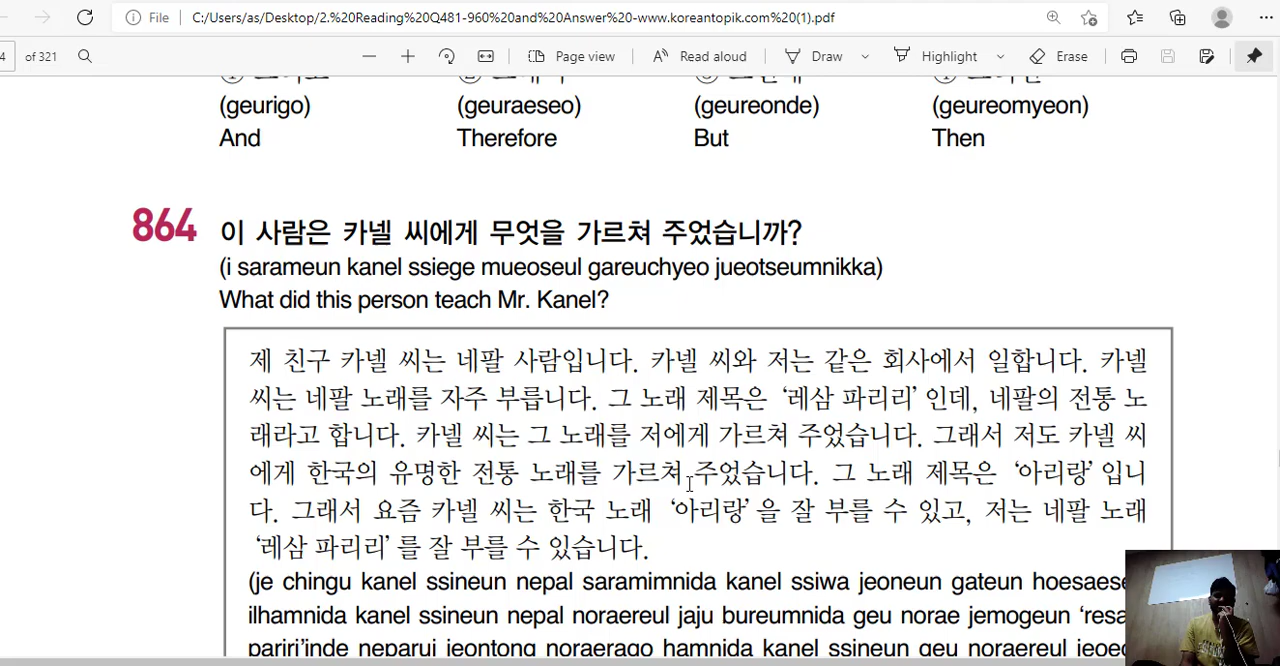 File C:/Users/as/Desktop/2.%20Reading%20Q481-960%20and%20Answer%20-www.koreantopik.com%20(1).pdf
4 of 321 Page view Read aloud Draw Highlight Erase
(geurigo) (geuraeseo) (geureonde) (geureomyeon)
And Therefore But Then
864 이 사람은 카넬 씨에게 무엇을 가르쳐 주었습니까?
(i sarameun kanel ssiege mueoseul gareuchyeo jueotseumnikka)
What did this person teach Mr. Kanel?
제 친구 카넬 씨는 네팔 사람입니다. 카넬 씨와 저는 같은 회사에서 일합니다. 카넬
씨는 네팔 노래를 자주 부릅니다. 그 노래 제목은 ‘레삼 파리리’인데, 네팔의 전통 노
래라고 합니다. 카넬 씨는 그 노래를 저에게 가르쳐 주었습니다. 그래서 저도 카넬 씨
에게 한국의 유명한 전통 노래를 가르쳐 주었습니다. 그 노래 제목은 ‘아리랑’입니
다. 그래서 요즘 카넬 씨는 한국 노래 ‘아리랑’을 잘 부를 수 있고, 저는 네팔 노래
‘레삼 파리리’를 잘 부를 수 있습니다.
(je chingu kanel ssineun nepal saramimnida kanel ssiwa jeoneun gateun hoesaese
ilhamnida kanel ssineun nepal noraereul jaju bureumnida geu norae jemogeun ‘resa
pariri’inde neparui jeontong noraerago hamnida kanel ssineun geu noraereul jeoeg